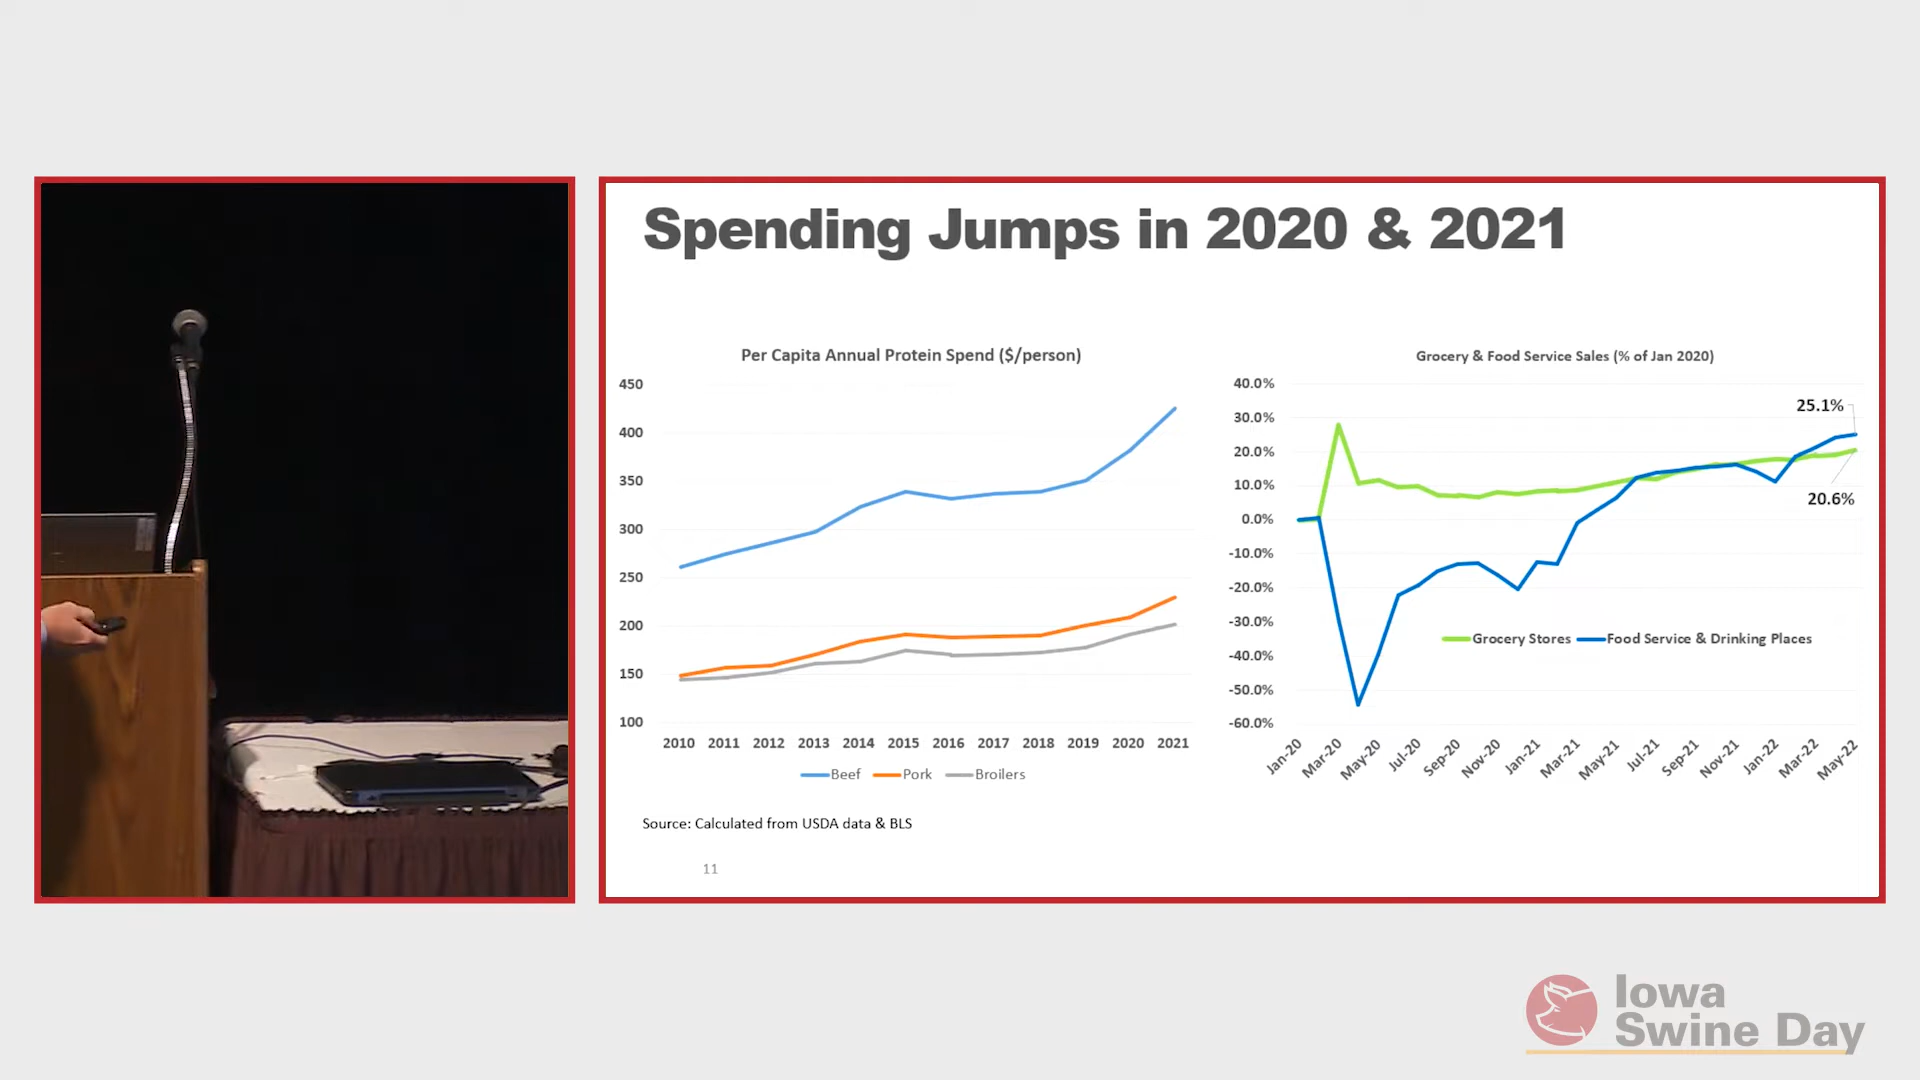 Spending Jumps in 2020 & 2021
Per Capita Annual Protein Spend ($/person)
450
400
350
300
250
200
150
100
2010 2011 2012 2013 2014 2015 2016 2017 2018 2019 2020 2021
Beef Pork Broilers
Grocery & Food Service Sales (% of Jan 2020)
40.0%
30.0%
20.0%
10.0%
0.0%
-10.0%
-20.0%
-30.0%
-40.0%
-50.0%
-60.0%
25.1%
20.6%
Grocery Stores Food Service & Drinking Places
Jan-20 Mar-20 May-20 Jul-20 Sep-20 Nov-20 Jan-21 Mar-21 May-21 Jul-21 Sep-21 Nov-21 Jan-22 Mar-22 May-22
Source: Calculated from USDA data & BLS
11
Iowa
Swine Day